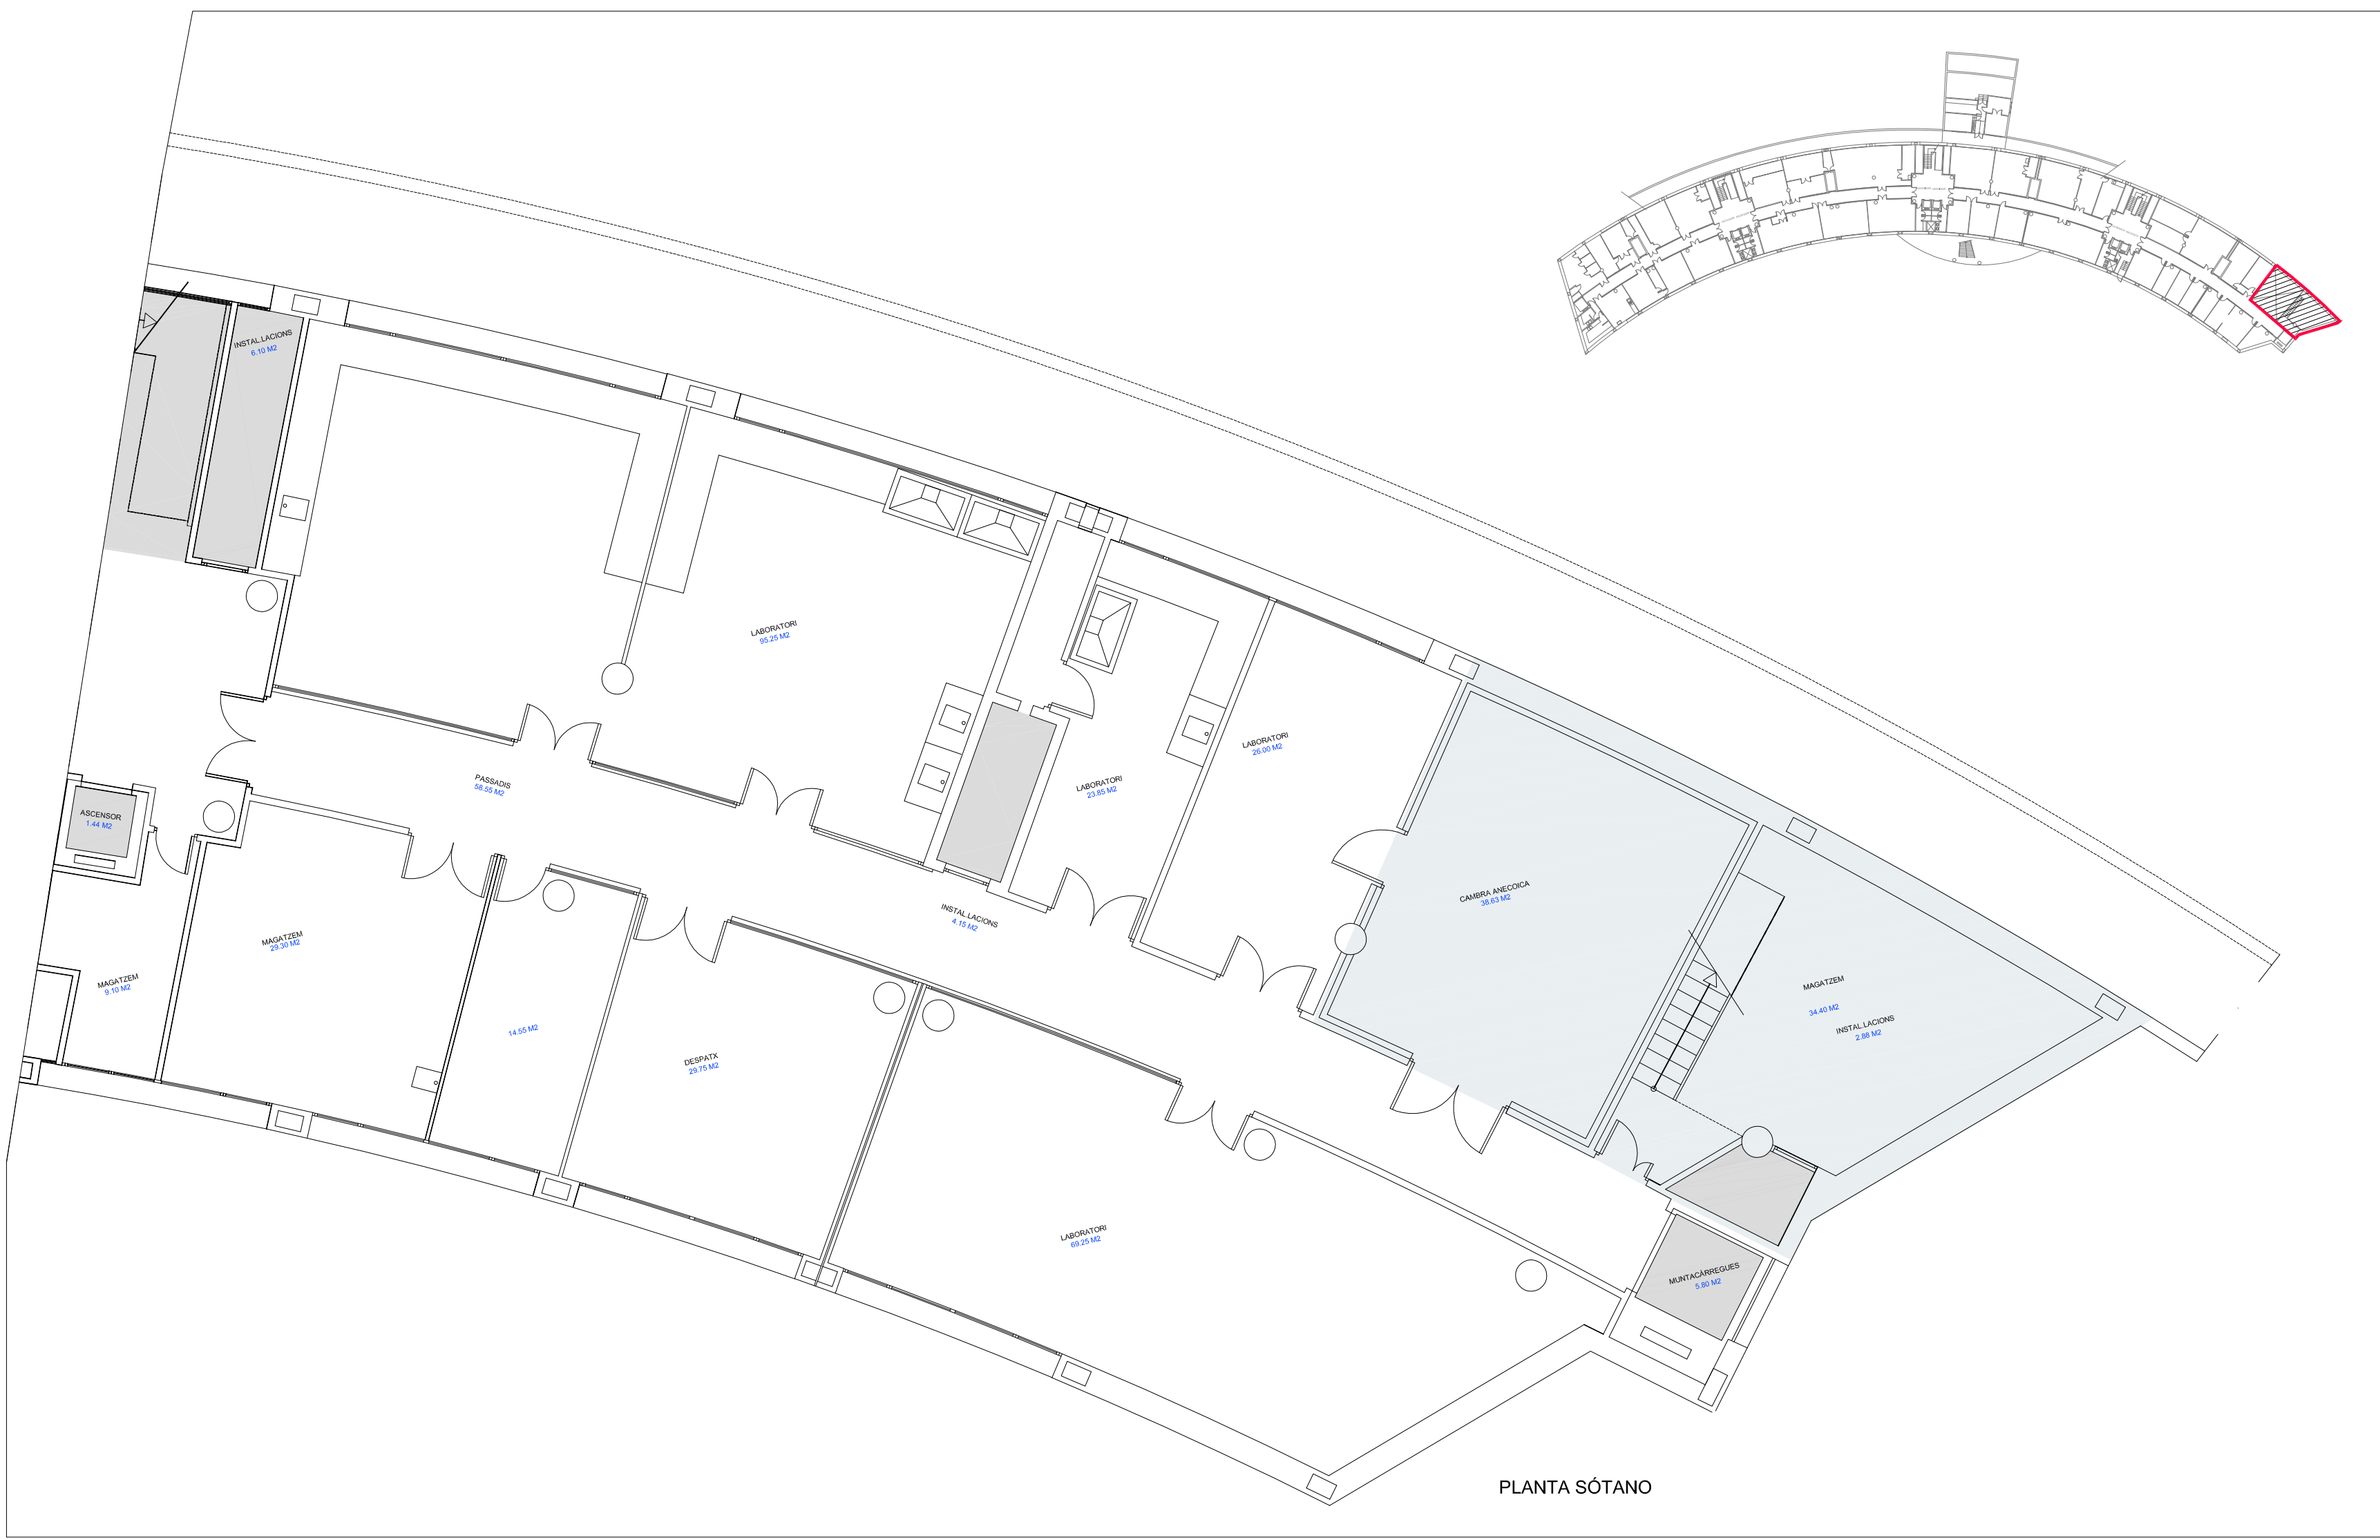 INSTAL.LACIONS
6.10 M2
LABORATORI
95.25 M2
PASSADIS
58.55 M2
ASCENSOR
1.44 M2
LABORATORI
26.00 M2
LABORATORI
23.85 M2
CAMBRA ANECOICA
38.63 M2
INSTAL.LACIONS
4.15 M2
MAGATZEM
29.30 M2
MAGATZEM
9.10 M2
14.55 M2
DESPATX
29.75 M2
MAGATZEM
34.40 M2
INSTAL.LACIONS
2.88 M2
LABORATORI
69.25 M2
MUNTACÀRREGUES
5.80 M2
PLANTA SÓTANO